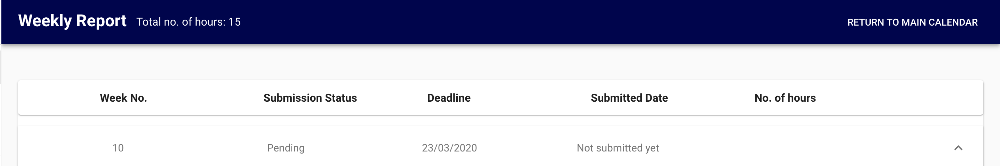 Weekly Report Total no. of hours: 15 RETURN TO MAIN CALENDAR
Week No. Submission Status Deadline Submitted Date No. of hours
10 Pending 23/03/2020 Not submitted yet